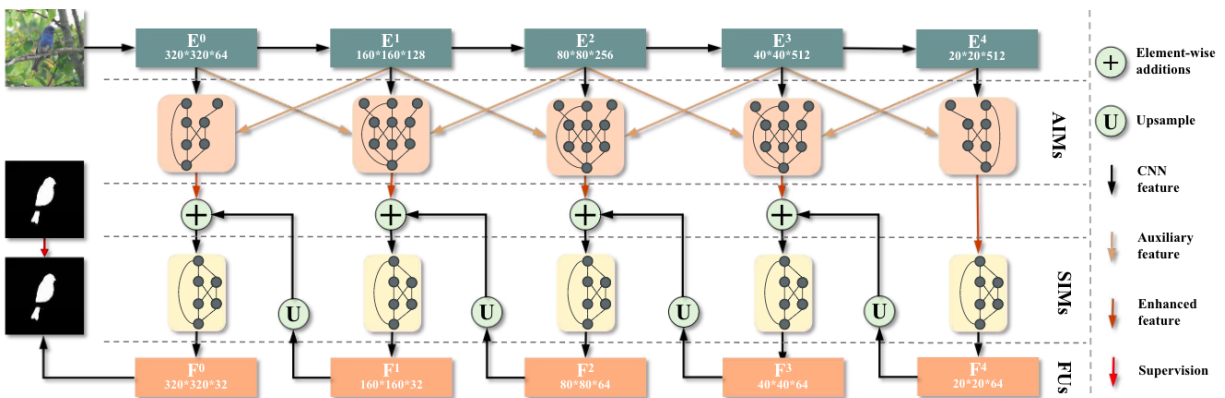 E0
320*320*64
E1
160*160*128
E2
80*80*256
E3
40*40*512
E4
20*20*512
AIMs
SIMs
U
U
U
U
F0
320*320*32
F1
160*160*32
F2
80*80*64
F3
40*40*64
F4
20*20*64
FUs
Element-wise
additions
U
Upsample
CNN
feature
Auxiliary
feature
Enhanced
feature
Supervision